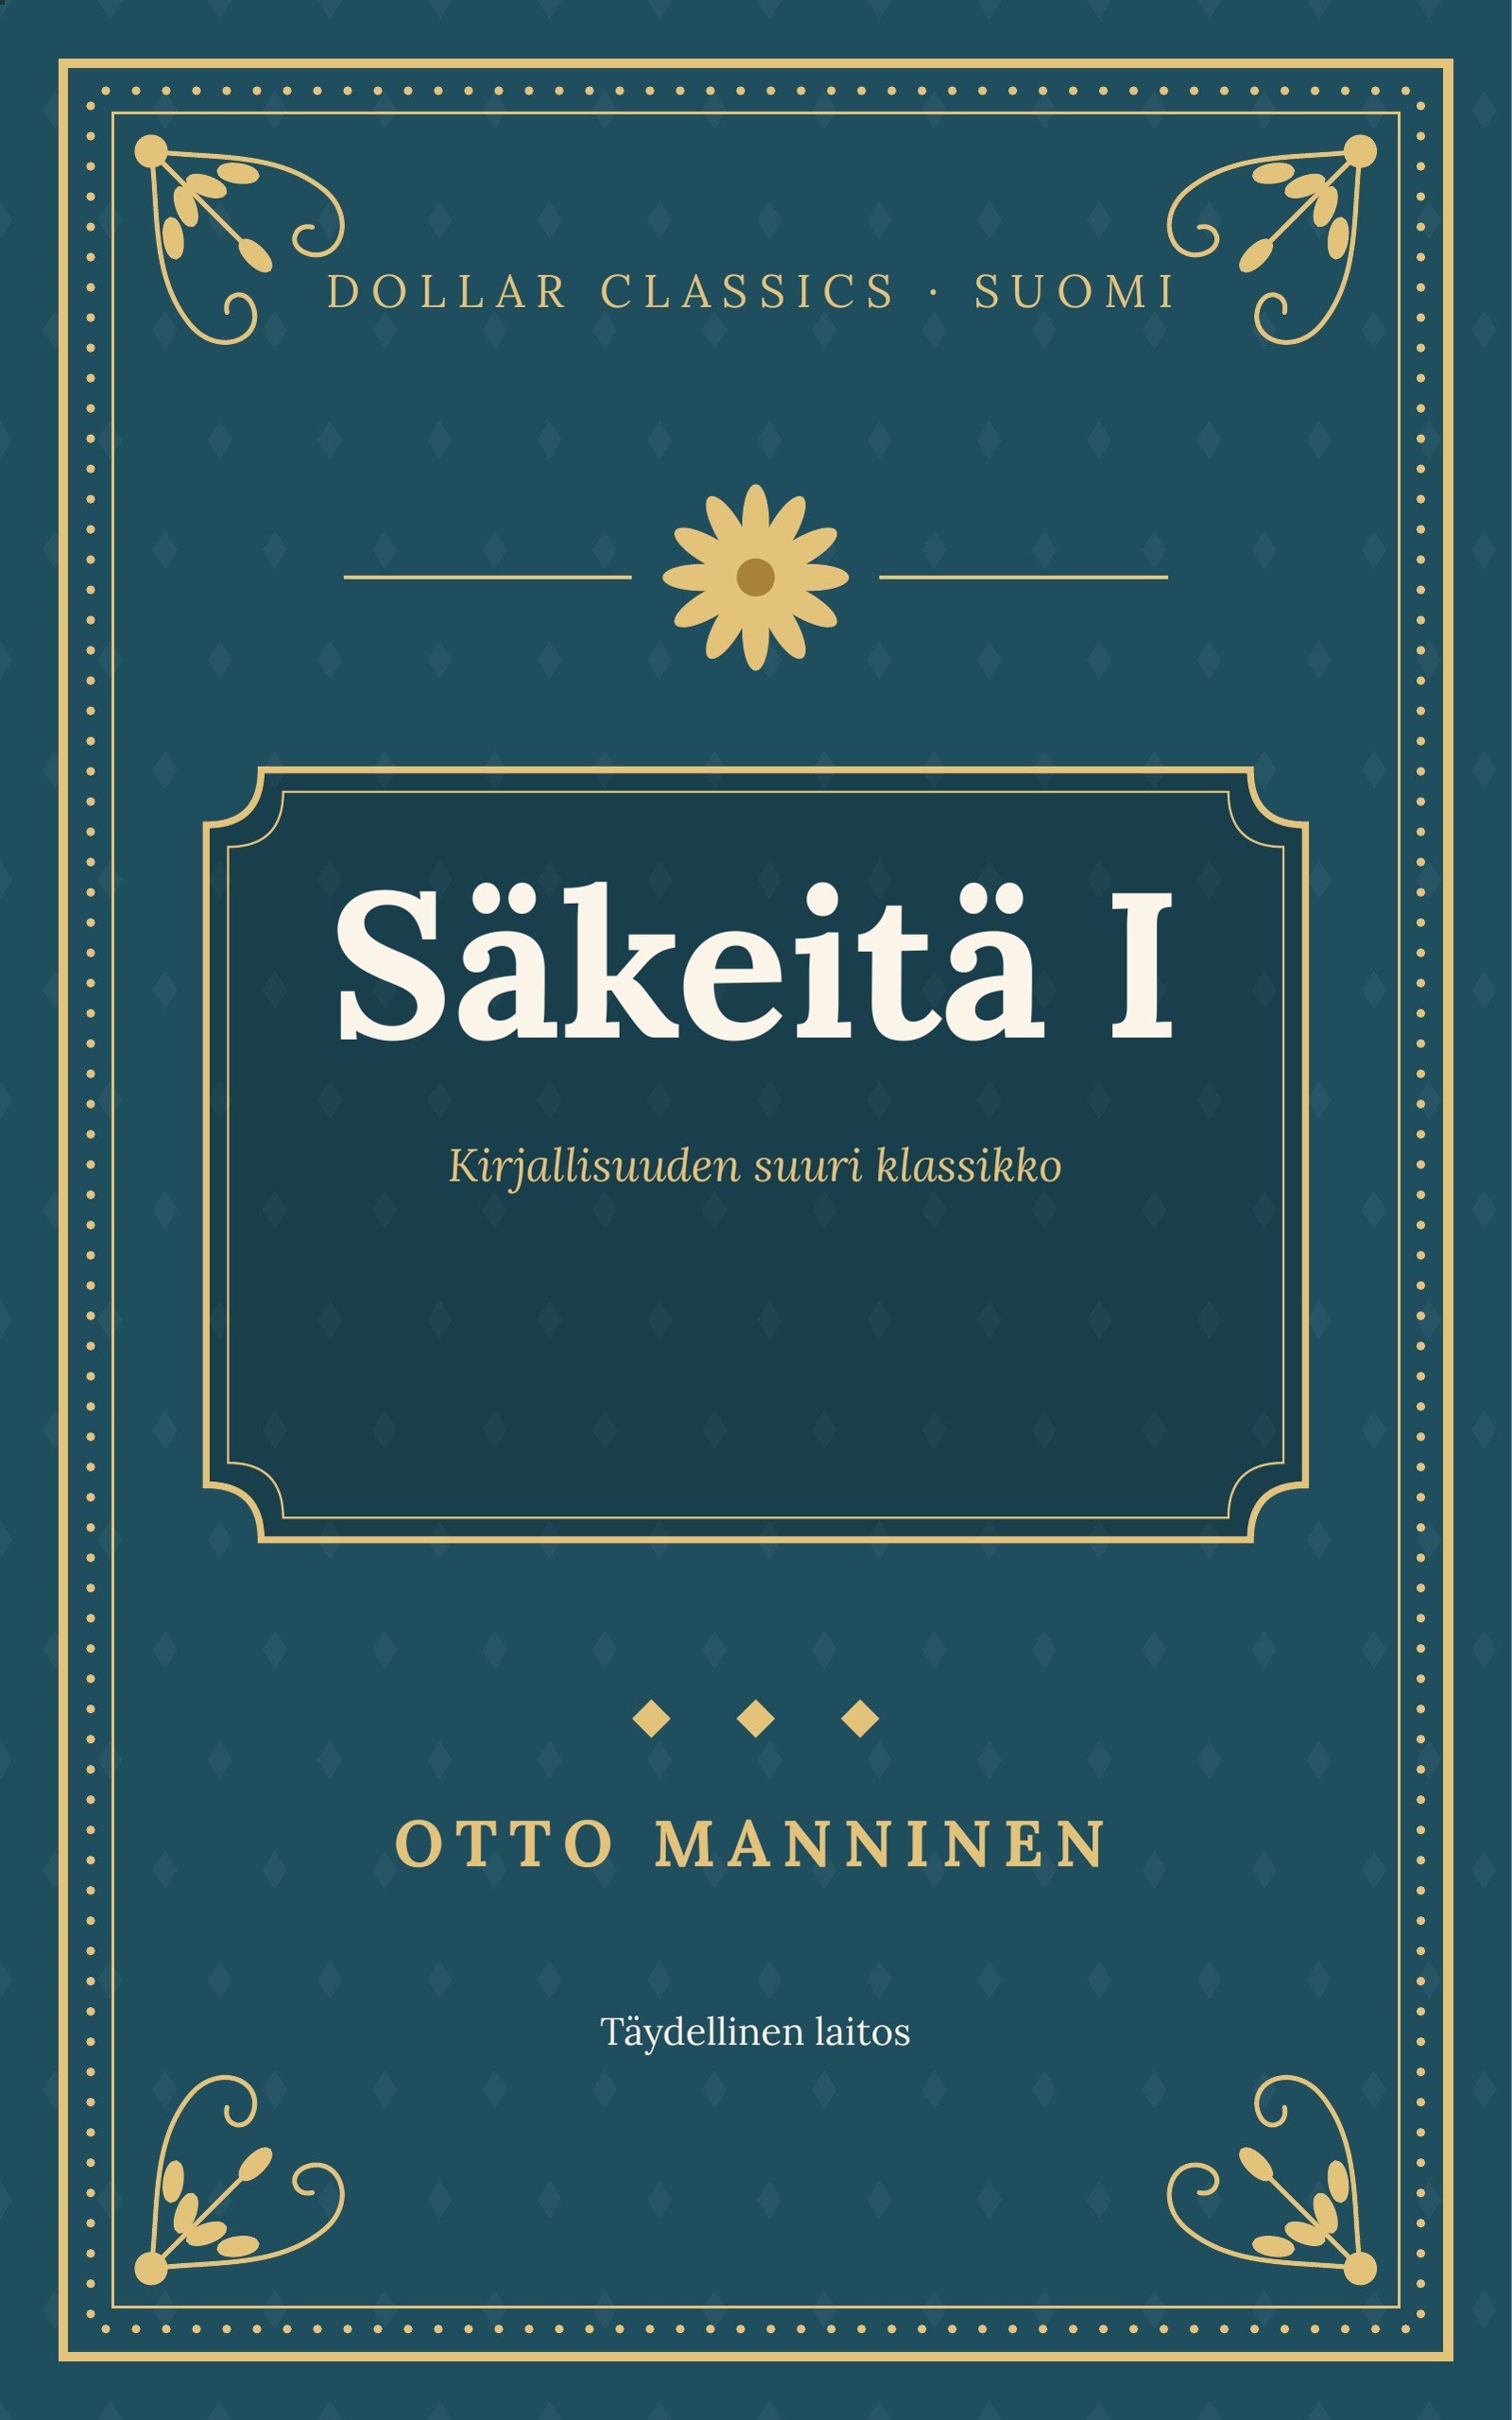 DOLLAR CLASSICS · SUOMI
Säkeitä I
Kirjallisuuden suuri klassikko
OTTO MANNINEN
Täydellinen laitos